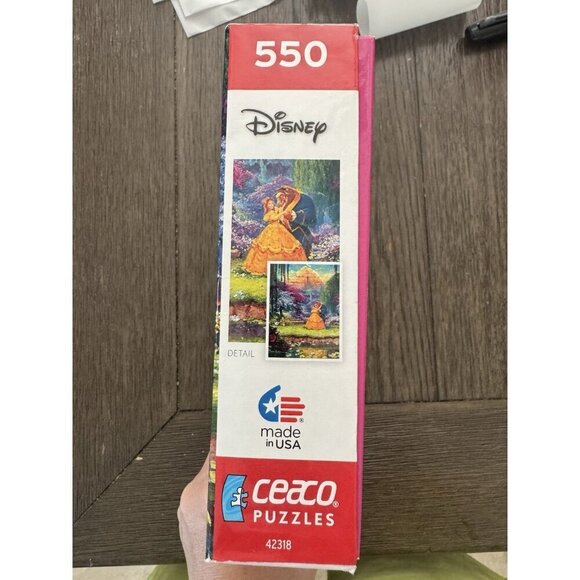 550
Disney
DETAIL
®
made
in USA
ceaco®
PUZZLES
42318